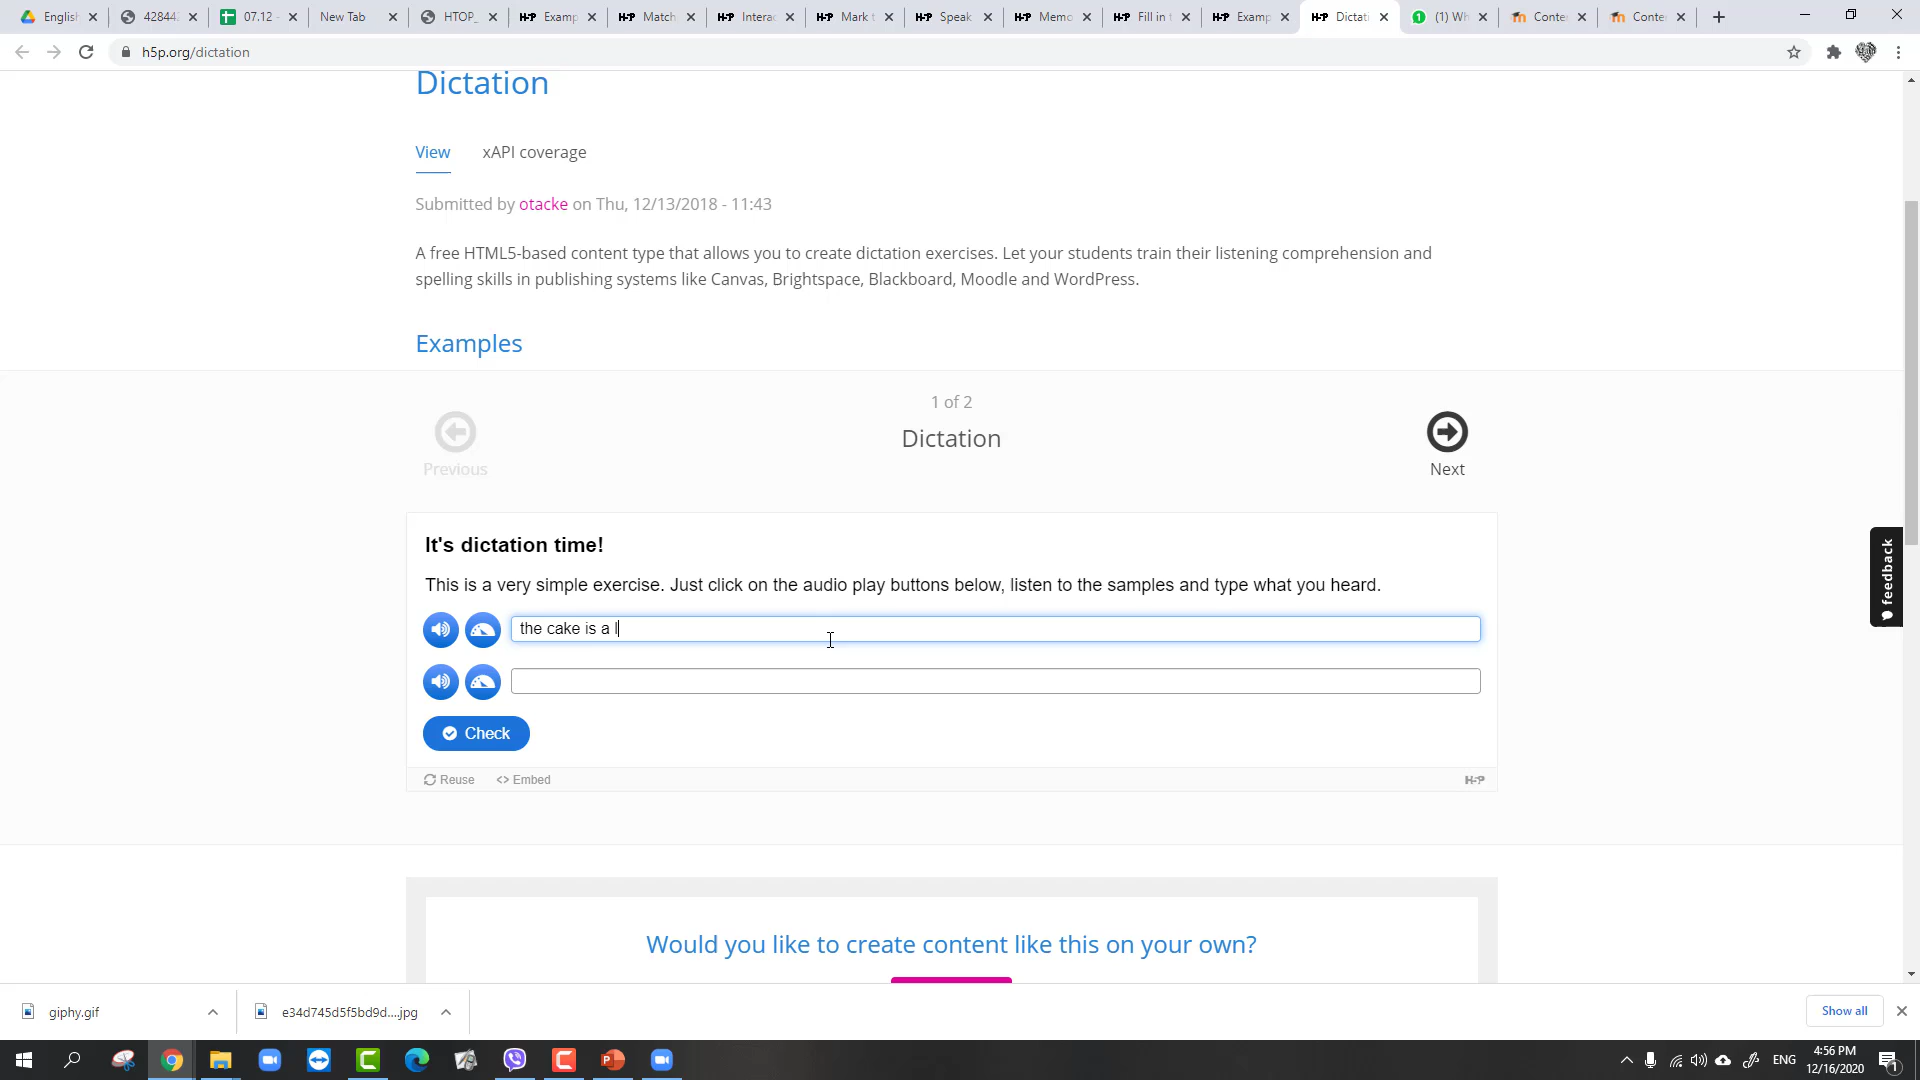 English
42844
07.12 -
New Tab
HTOP_
H-P Examp
H-P Match
H-P Interac
H-P Mark t
H-P Speak
H-P Memo
H-P Fill in t
H-P Examp
H-P Dictati
1 (1) Wh
Conte
Conte
h5p.org/dictation
Dictation
View xAPI coverage
Submitted by otacke on Thu, 12/13/2018 - 11:43
A free HTML5-based content type that allows you to create dictation exercises. Let your students train their listening comprehension and
spelling skills in publishing systems like Canvas, Brightspace, Blackboard, Moodle and WordPress.
Examples
1 of 2
Dictation
Previous
Next
It's dictation time!
This is a very simple exercise. Just click on the audio play buttons below, listen to the samples and type what you heard.
the cake is a l
Check
Reuse <> Embed
H-P
feedback
Would you like to create content like this on your own?
giphy.gif
e34d745d5f5bd9d....jpg
Show all
ENG
4:56 PM
12/16/2020
1